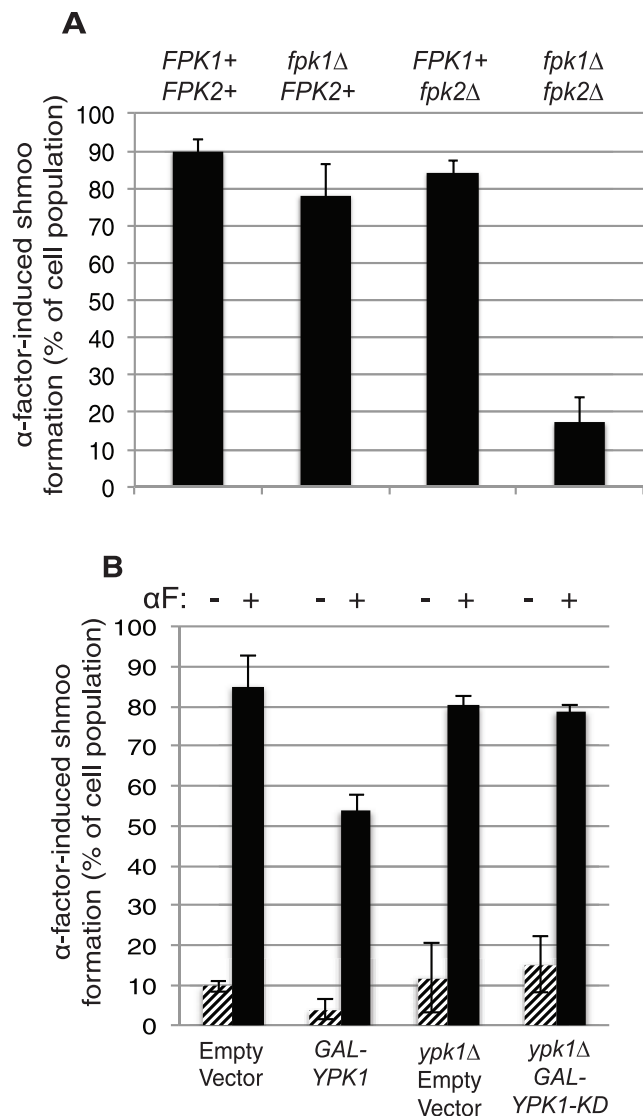 A
FPK1+ fpk1Δ FPK1+ fpk1Δ
FPK2+ FPK2+ fpk2Δ fpk2Δ
α-factor-induced shmoo
formation (% of cell population)
100
90
80
70
60
50
40
30
20
10
0
B
αF: - + - + - + - +
α-factor-induced shmoo
formation (% of cell population)
100
90
80
70
60
50
40
30
20
10
0
Empty GAL- ypk1Δ ypk1Δ
Vector YPK1 Empty GAL-
Vector YPK1-KD